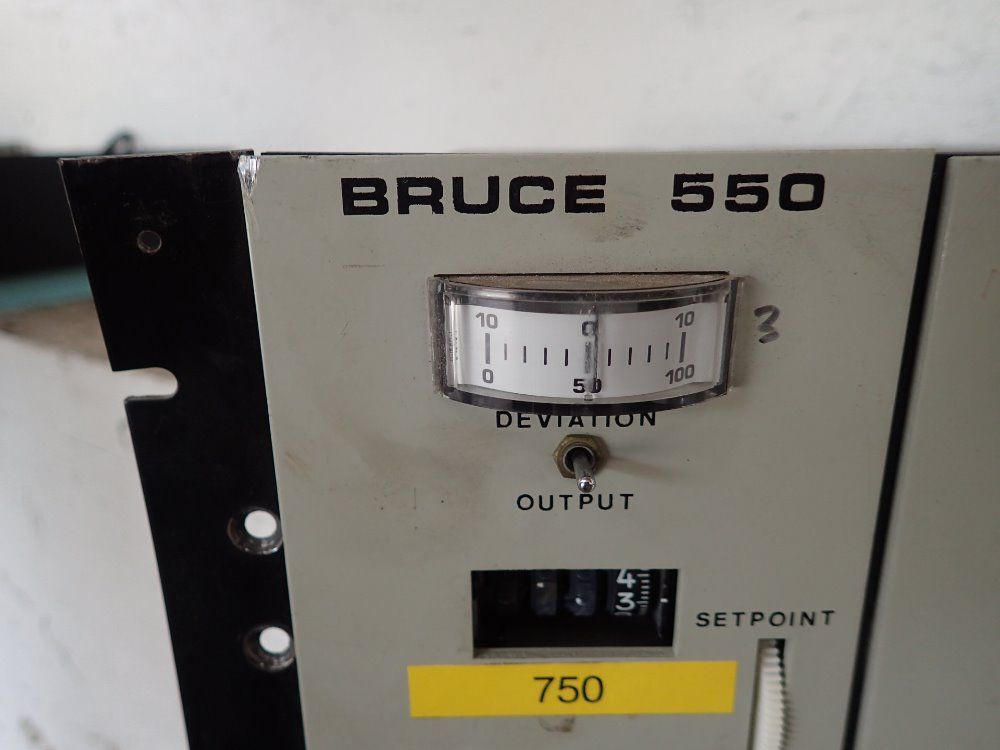 BRUCE 550
10 0 10
0 50 100
3
DEVIATION
OUTPUT
4
3
SETPOINT
750